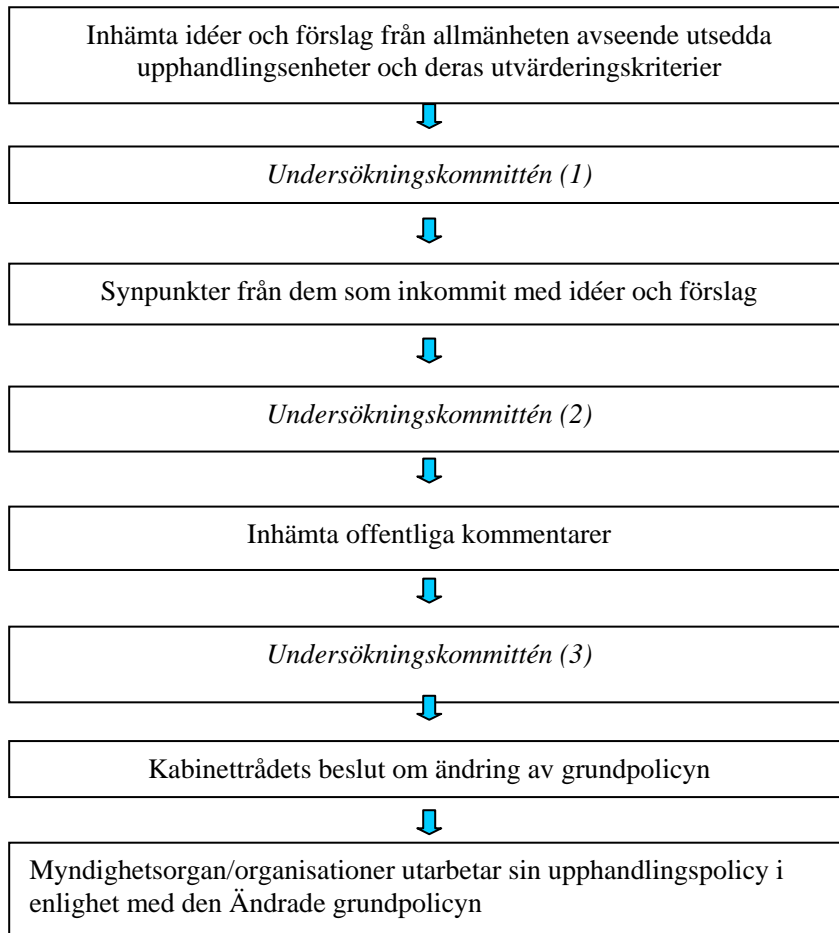 Inhämta idéer och förslag från allmänheten avseende utsedda
upphandlingsenheter och deras utvärderingskriterier
Undersökningskommittén (1)
Synpunkter från dem som inkommit med idéer och förslag
Undersökningskommittén (2)
Inhämta offentliga kommentarer
Undersökningskommittén (3)
Kabinettrådets beslut om ändring av grundpolicyn
Myndighetsorgan/organisationer utarbetar sin upphandlingspolicy i
enlighet med den Ändrade grundpolicyn